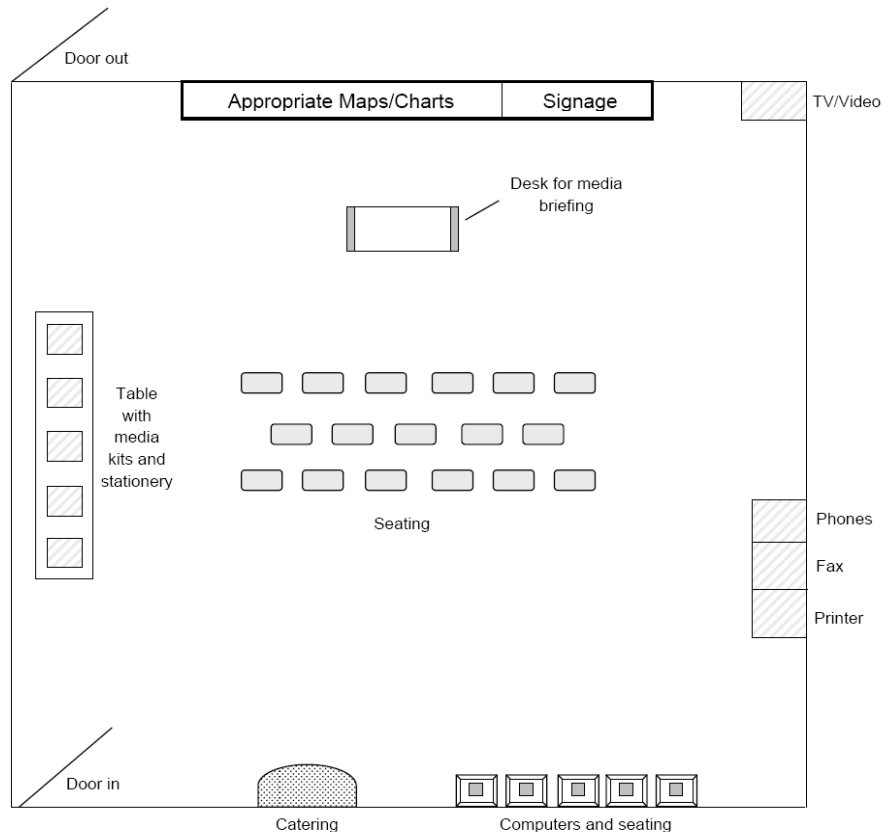 Door out
Appropriate Maps/Charts
Signage
TV/Video
Desk for media
briefing
Table
with
media
kits and
stationery
Seating
Phones
Fax
Printer
Door in
Catering
Computers and seating